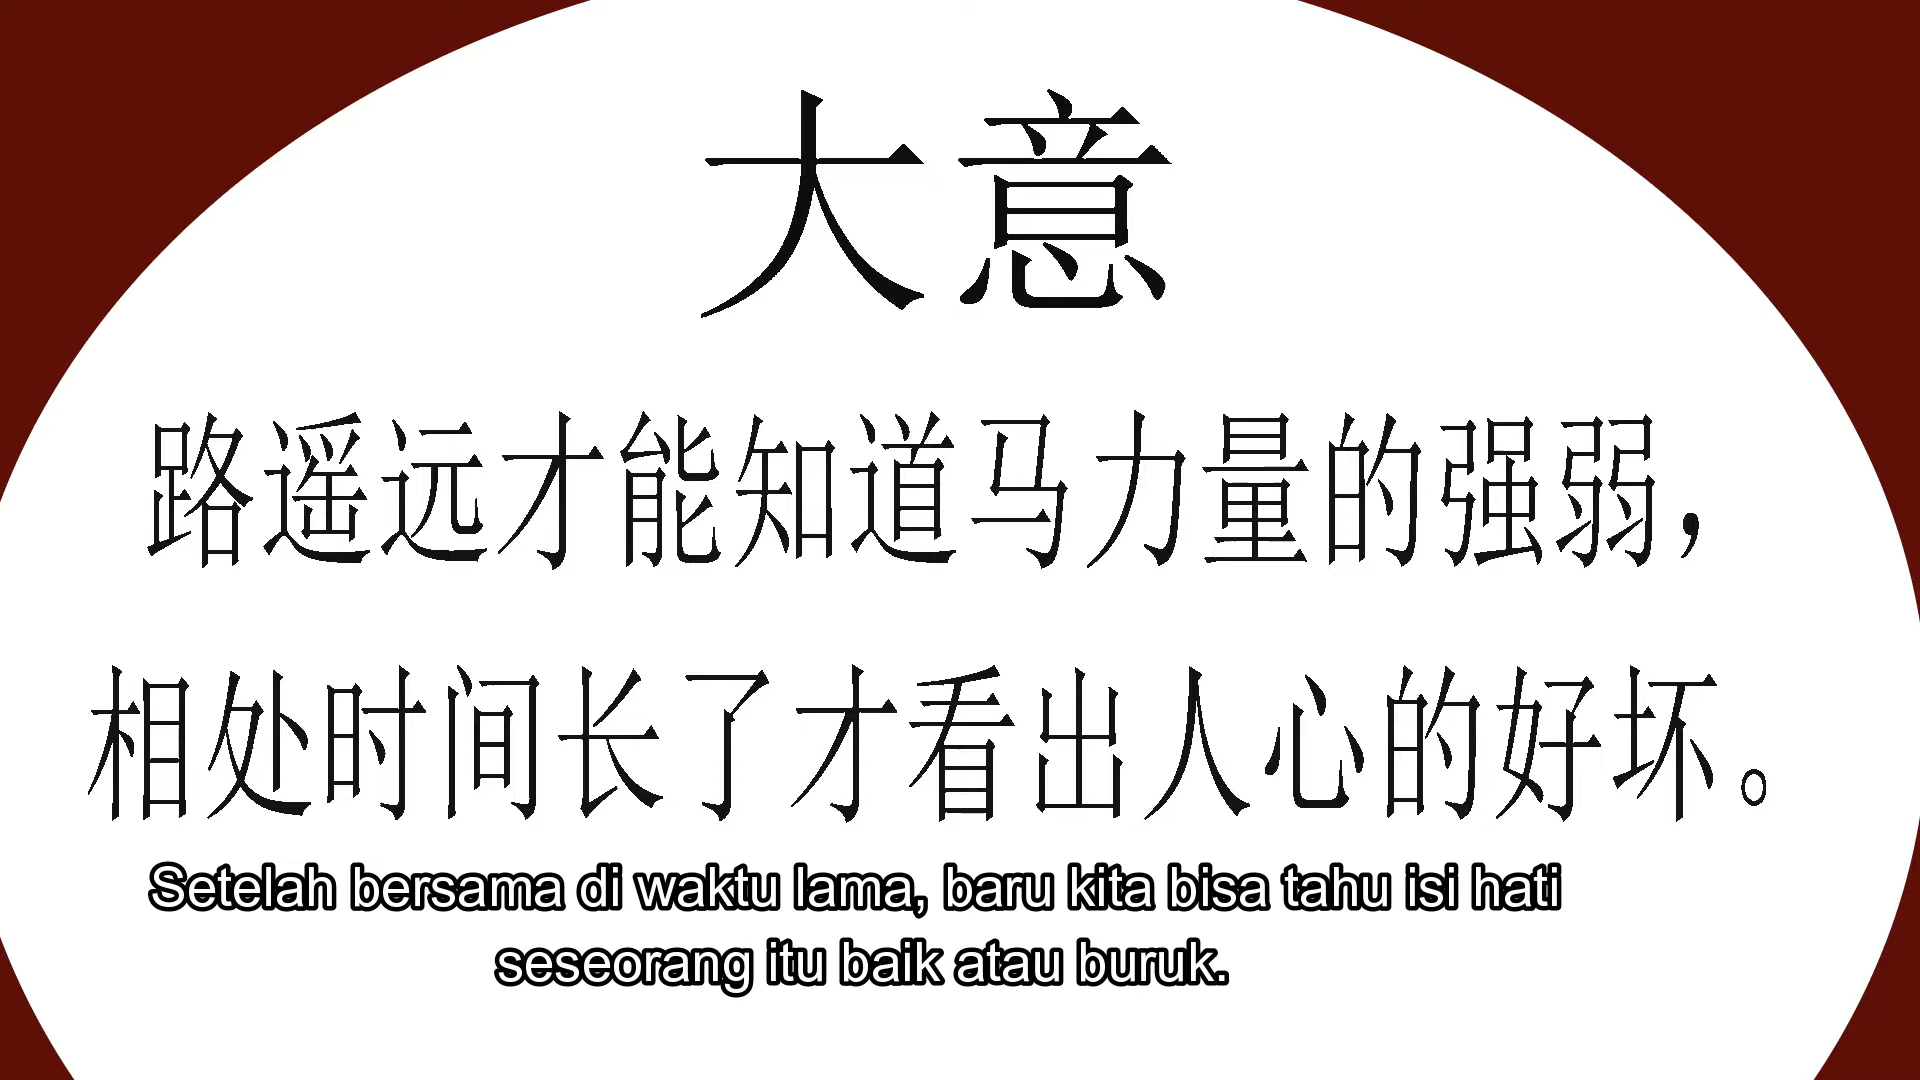 大意
路遥远才能知道马力量的强弱，
相处时间长了才看出人心的好坏。
Setelah bersama di waktu lama, baru kita bisa tahu isi hati
seseorang itu baik atau buruk.